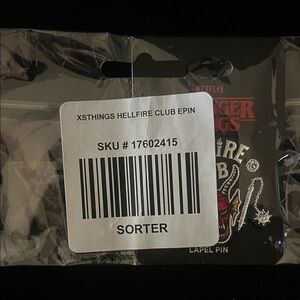 XSTHINGS HELLFIRE CLUB EPIN
SKU # 17602415
SORTER
NETFLIX
LAPEL PIN